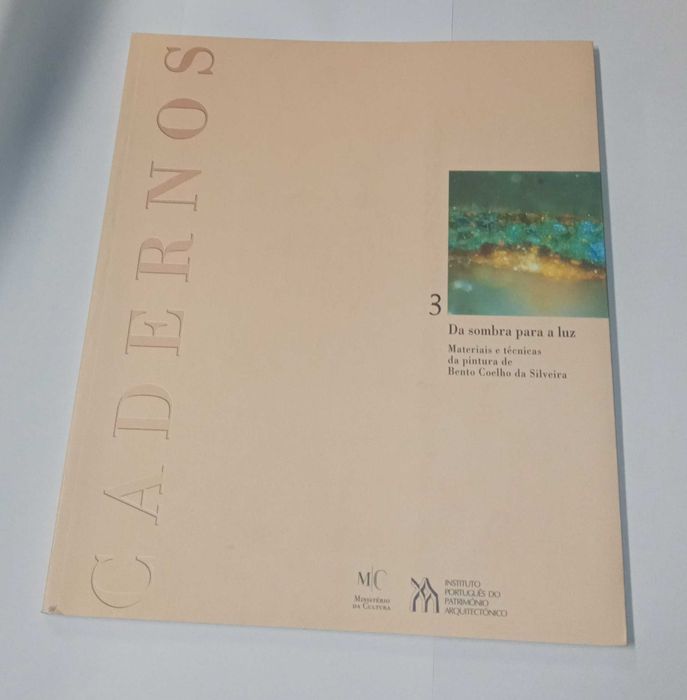 CADERNOS
3
Da sombra para a luz
Materiais e técnicas
da pintura de
Bento Coelho da Silveira
M|C
MINISTÉRIO
DA CULTURA
INSTITUTO
PORTUGUÊS DO
PATRIMÓNIO
ARQUITECTÓNICO